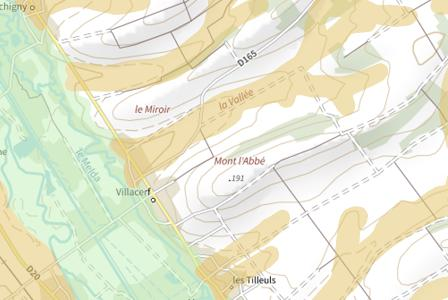 chigny
D165
le Miroir
la Vallée
Mont l'Abbé
191
le Melda
Villacerf
D20
les Tilleuls